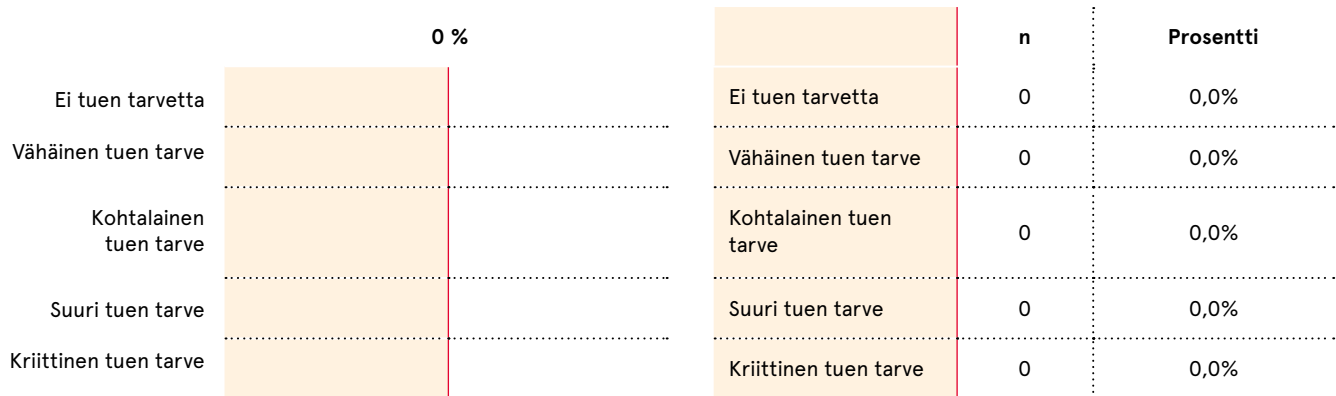 0 %
Ei tuen tarvetta
Vähäinen tuen tarve
Kohtalainen
tuen tarve
Suuri tuen tarve
Kriittinen tuen tarve
n Prosentti
Ei tuen tarvetta 0 0,0%
Vähäinen tuen tarve 0 0,0%
Kohtalainen tuen
tarve 0 0,0%
Suuri tuen tarve 0 0,0%
Kriittinen tuen tarve 0 0,0%